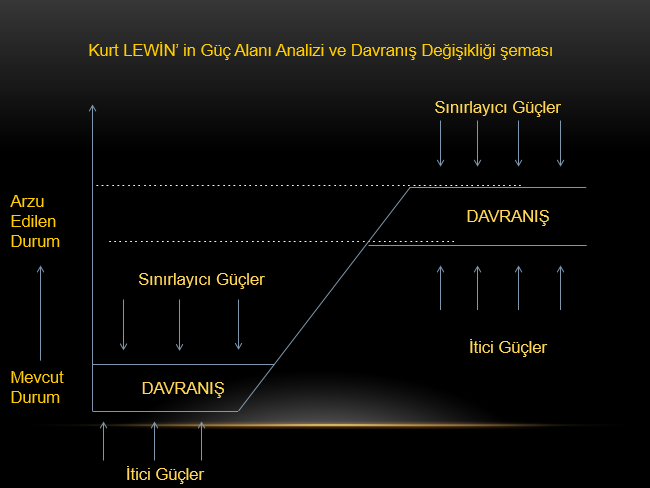 Kurt LEWİN’ in Güç Alanı Analizi ve Davranış Değişikliği şeması
Sınırlayıcı Güçler
Arzu
Edilen
Durum
DAVRANIŞ
Sınırlayıcı Güçler
İtici Güçler
Mevcut
Durum
DAVRANIŞ
İtici Güçler